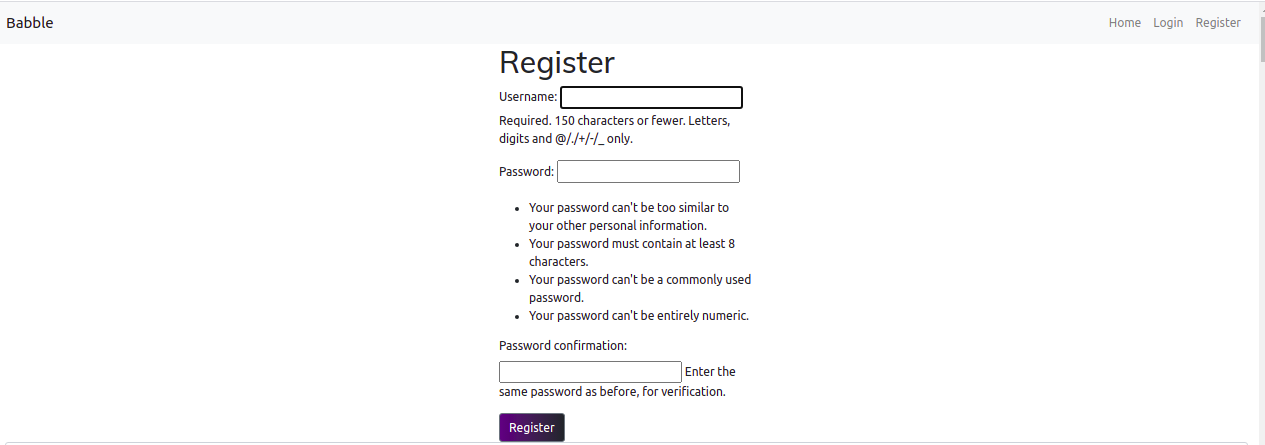 Babble
Home Login Register
Register
Username:
Required. 150 characters or fewer. Letters,
digits and @/./+/-/_ only.
Password:
Your password can't be too similar to
your other personal information.
Your password must contain at least 8
characters.
Your password can't be a commonly used
password.
Your password can't be entirely numeric.
Password confirmation:
Enter the
same password as before, for verification.
Register